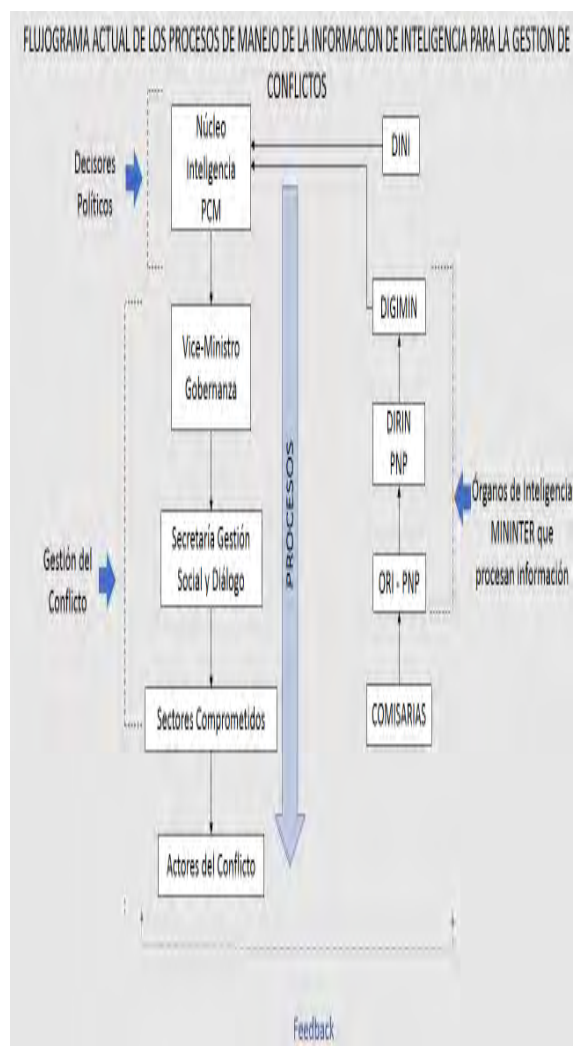 FLUJOGRAMA ACTUAL DE LOS PROCESOS DE MANEJO DE LA INFORMACION DE INTELIGENCIA PARA LA GESTION DE
CONFLICTOS
Núcleo
Inteligencia
PCM
DINI
Decisores
Políticos
DIGIMIN
Vice-Ministro
Gobernanza
DIRIN
PNP
PROCESOS
Órganos de Inteligencia
MININTER que
procesan información
Secretaría Gestión
Social y Diálogo
Gestión del
Conflicto
ORI - PNP
Sectores Comprometidos
COMISARIAS
Actores del Conflicto
Feedback